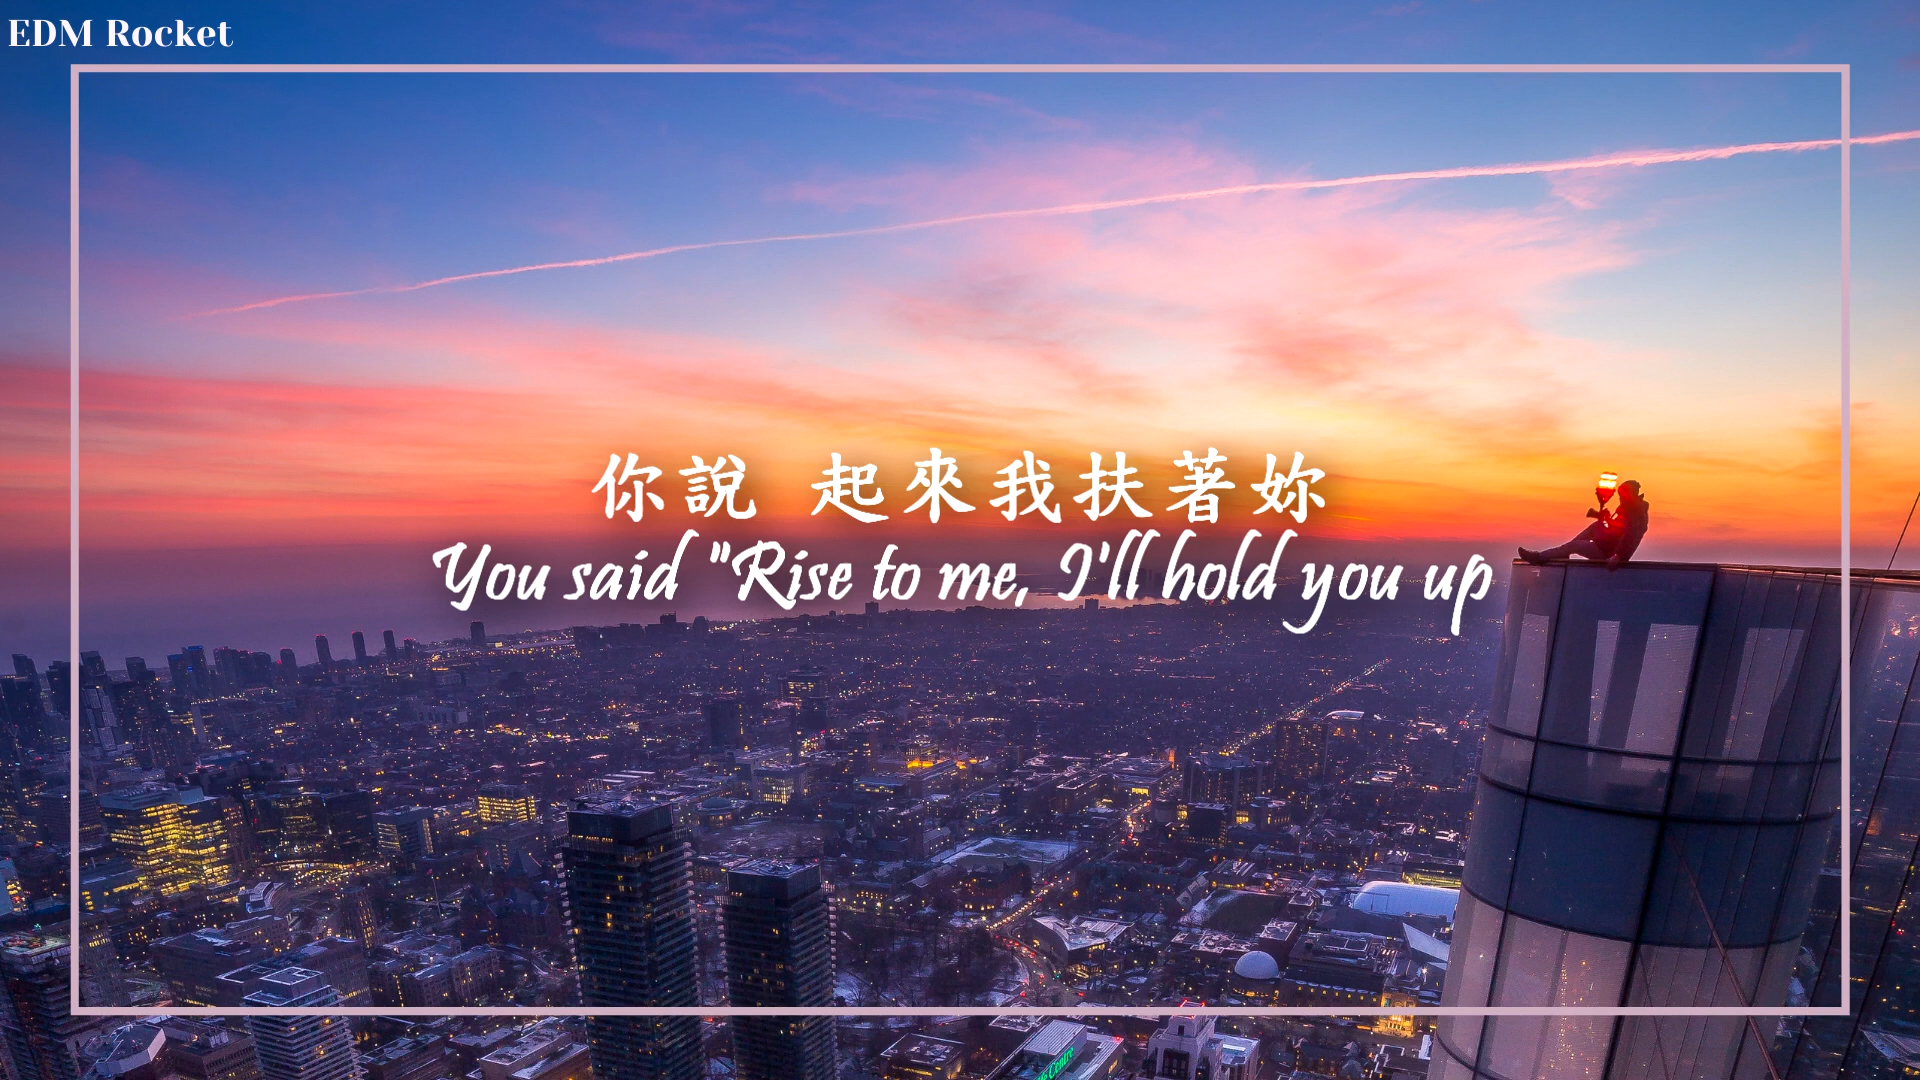 EDM Rocket
你說 起來我扶著妳
You said "Rise to me, I'll hold you up